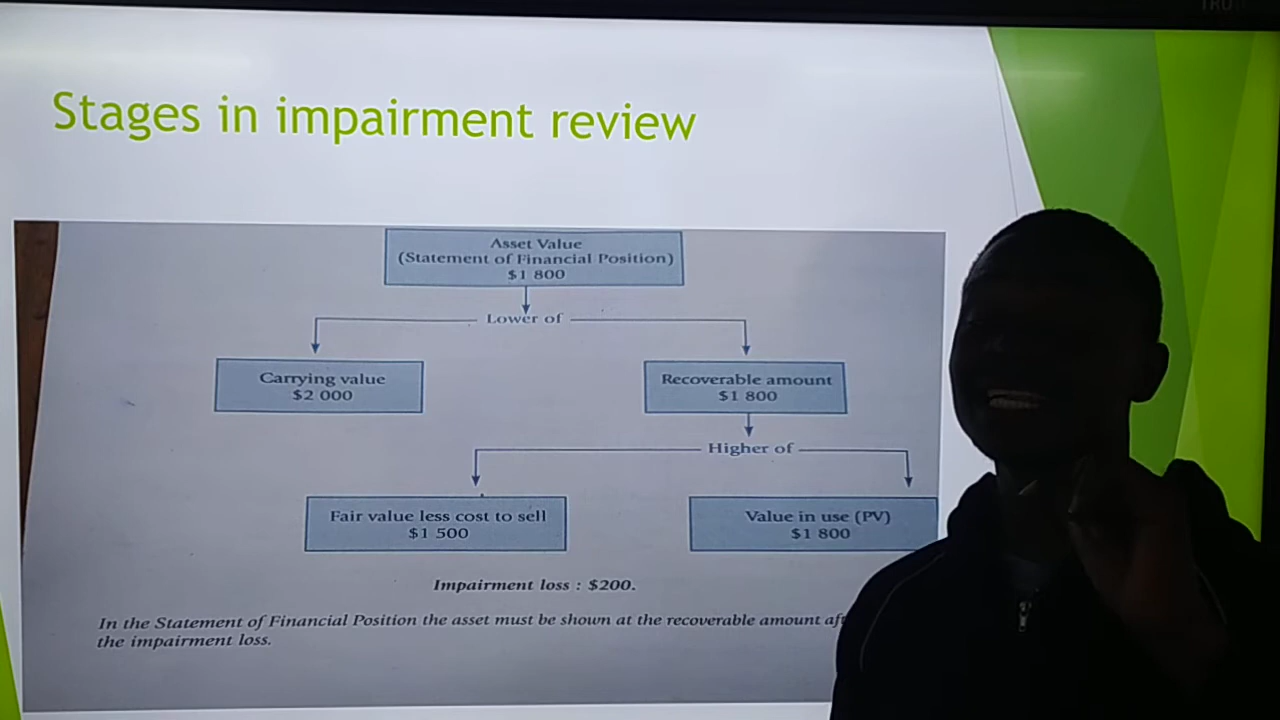 Stages in impairment review
Asset Value
(Statement of Financial Position)
$1 800
Lower of
Carrying value
$2 000
Recoverable amount
$1 800
Higher of
Fair value less cost to sell
$1 500
Value in use (PV)
$1 800
Impairment loss : $200.
In the Statement of Financial Position the asset must be shown at the recoverable amount
the impairment loss.